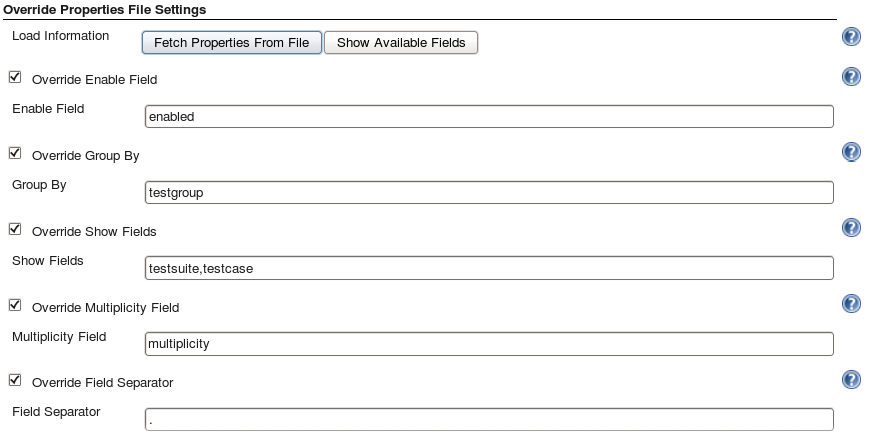 Override Properties File Settings
Load Information
Fetch Properties From File
Show Available Fields
Override Enable Field
Enable Field
enabled
Override Group By
Group By
testgroup
Override Show Fields
Show Fields
testsuite,testcase
Override Multiplicity Field
Multiplicity Field
multiplicity
Override Field Separator
Field Separator
.